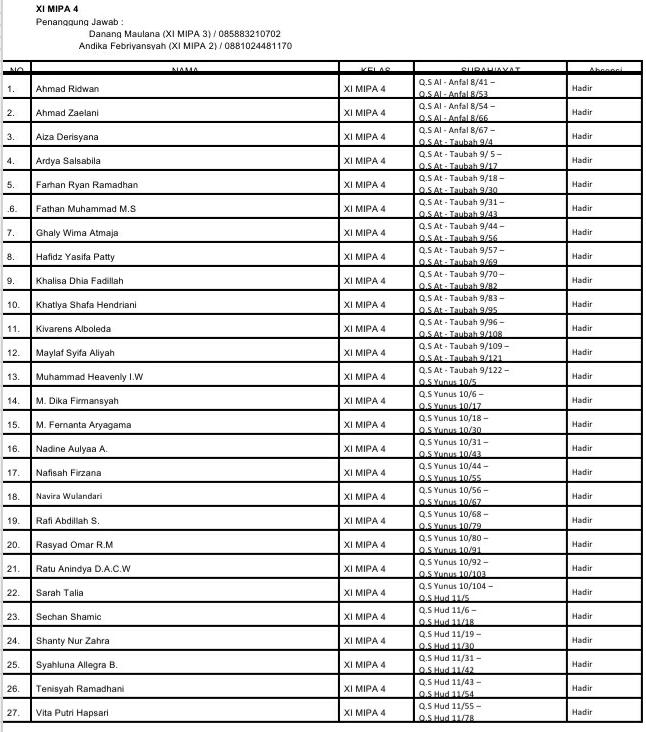 XI MIPA 4
Penanggung Jawab :
Danang Maulana (XI MIPA 3) / 085883210702
Andika Febriyansyah (XI MIPA 2) / 0881024481170
NO NAMA KELAS SURAH/AYAT Absensi
1. Ahmad Ridwan XI MIPA 4 Q.S Al - Anfal 8/41 – Hadir
Q.S Al - Anfal 8/53
2. Ahmad Zaelani XI MIPA 4 Q.S Al - Anfal 8/54 – Hadir
Q.S Al - Anfal 8/66
3. Aiza Derisyana XI MIPA 4 Q.S Al - Anfal 8/67 – Hadir
Q.S At - Taubah 9/4
4. Ardya Salsabila XI MIPA 4 Q.S At - Taubah 9/ 5 – Hadir
Q.S At - Taubah 9/17
5. Farhan Ryan Ramadhan XI MIPA 4 Q.S At - Taubah 9/18 – Hadir
Q.S At - Taubah 9/30
.6. Fathan Muhammad M.S XI MIPA 4 Q.S At - Taubah 9/31 – Hadir
Q.S At - Taubah 9/43
7. Ghaly Wima Atmaja XI MIPA 4 Q.S At - Taubah 9/44 – Hadir
Q.S At - Taubah 9/56
8. Hafidz Yasifa Patty XI MIPA 4 Q.S At - Taubah 9/57 – Hadir
Q.S At - Taubah 9/69
9. Khalisa Dhia Fadillah XI MIPA 4 Q.S At - Taubah 9/70 – Hadir
Q.S At - Taubah 9/82
10. Khatlya Shafa Hendriani XI MIPA 4 Q.S At - Taubah 9/83 – Hadir
Q.S At - Taubah 9/95
11. Kivarens Alboleda XI MIPA 4 Q.S At - Taubah 9/96 – Hadir
Q.S At - Taubah 9/108
12. Maylaf Syifa Aliyah XI MIPA 4 Q.S At - Taubah 9/109 – Hadir
Q.S At - Taubah 9/121
13. Muhammad Heavenly I.W XI MIPA 4 Q.S At - Taubah 9/122 – Hadir
Q.S Yunus 10/5
14. M. Dika Firmansyah XI MIPA 4 Q.S Yunus 10/6 – Hadir
Q.S Yunus 10/17
15. M. Fernanta Aryagama XI MIPA 4 Q.S Yunus 10/18 – Hadir
Q.S Yunus 10/30
16. Nadine Aulyaa A. XI MIPA 4 Q.S Yunus 10/31 – Hadir
Q.S Yunus 10/43
17. Nafisah Firzana XI MIPA 4 Q.S Yunus 10/44 – Hadir
Q.S Yunus 10/55
18. Navira Wulandari XI MIPA 4 Q.S Yunus 10/56 – Hadir
Q.S Yunus 10/67
19. Rafi Abdillah S. XI MIPA 4 Q.S Yunus 10/68 – Hadir
Q.S Yunus 10/79
20. Rasyad Omar R.M XI MIPA 4 Q.S Yunus 10/80 – Hadir
Q.S Yunus 10/91
21. Ratu Anindya D.A.C.W XI MIPA 4 Q.S Yunus 10/92 – Hadir
Q.S Yunus 10/103
22. Sarah Talia XI MIPA 4 Q.S Yunus 10/104 – Hadir
Q.S Hud 11/5
23. Sechan Shamic XI MIPA 4 Q.S Hud 11/6 – Hadir
Q.S Hud 11/18
24. Shanty Nur Zahra XI MIPA 4 Q.S Hud 11/19 – Hadir
Q.S Hud 11/30
25. Syahluna Allegra B. XI MIPA 4 Q.S Hud 11/31 – Hadir
Q.S Hud 11/42
26. Tenisyah Ramadhani XI MIPA 4 Q.S Hud 11/43 – Hadir
Q.S Hud 11/54
27. Vita Putri Hapsari XI MIPA 4 Q.S Hud 11/55 – Hadir
Q.S Hud 11/78